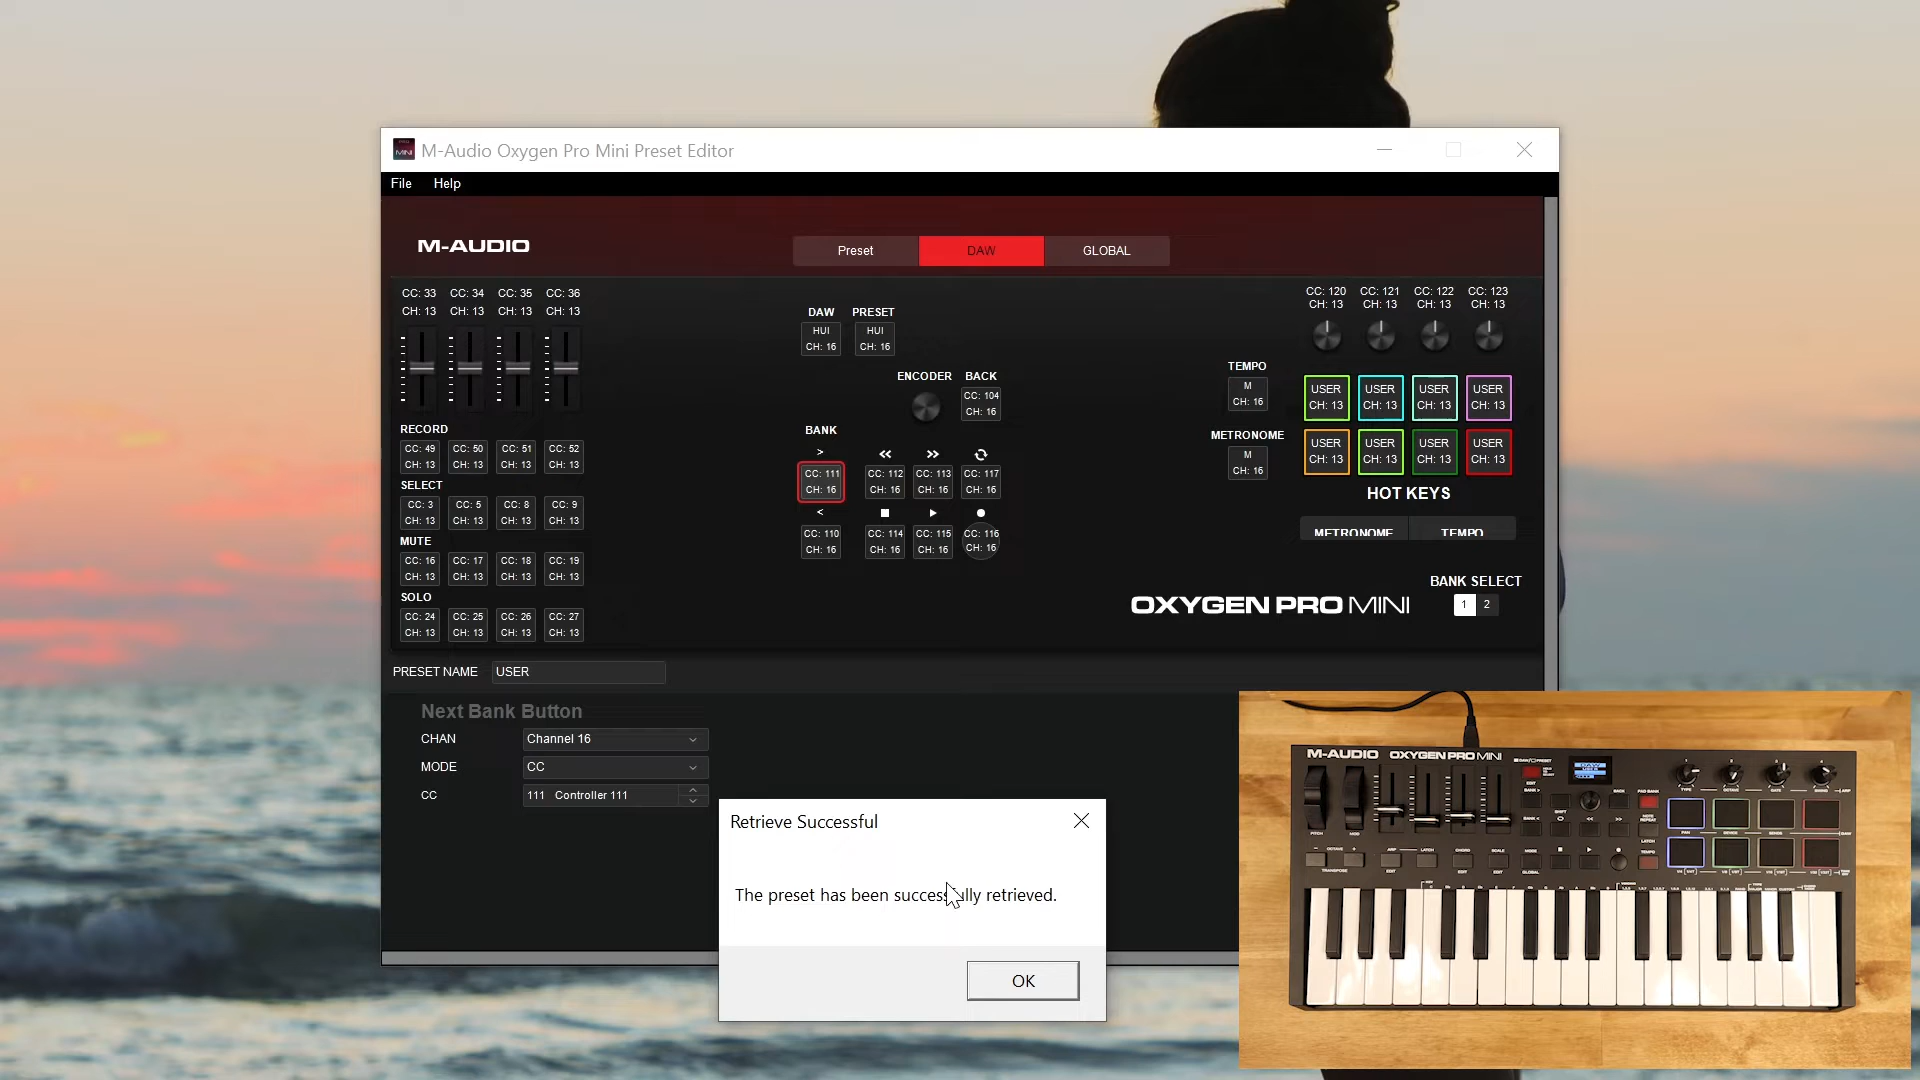 M-Audio Oxygen Pro Mini Preset Editor
File Help
M-AUDIO
Preset DAW GLOBAL
CC: 33 CC: 34 CC: 35 CC: 36
CH: 13 CH: 13 CH: 13 CH: 13
RECORD
CC: 49 CC: 50 CC: 51 CC: 52
CH: 13 CH: 13 CH: 13 CH: 13
SELECT
CC: 3 CC: 5 CC: 8 CC: 9
CH: 13 CH: 13 CH: 13 CH: 13
MUTE
CC: 16 CC: 17 CC: 18 CC: 19
CH: 13 CH: 13 CH: 13 CH: 13
SOLO
CC: 24 CC: 25 CC: 26 CC: 27
CH: 13 CH: 13 CH: 13 CH: 13
DAW PRESET
HUI HUI
CH: 16 CH: 16
ENCODER BACK
CC: 104
CH: 16
BANK
>
CC: 111 CC: 112 CC: 113 CC: 117
CH: 16 CH: 16 CH: 16 CH: 16
<
CC: 110 CC: 114 CC: 115 CC: 116
CH: 16 CH: 16 CH: 16 CH: 16
CC: 120 CC: 121 CC: 122 CC: 123
CH: 13 CH: 13 CH: 13 CH: 13
TEMPO
M
CH: 16
METRONOME
M
CH: 16
USER USER USER USER
CH: 13 CH: 13 CH: 13 CH: 13
USER USER USER USER
CH: 13 CH: 13 CH: 13 CH: 13
HOT KEYS
METRONOME TEMPO
BANK SELECT
1 2
OXYGEN PRO MINI
PRESET NAME USER
Next Bank Button
CHAN Channel 16
MODE CC
CC 111 Controller 111
Retrieve Successful
The preset has been successfully retrieved.
OK
M-AUDIO OXYGEN PRO MINI